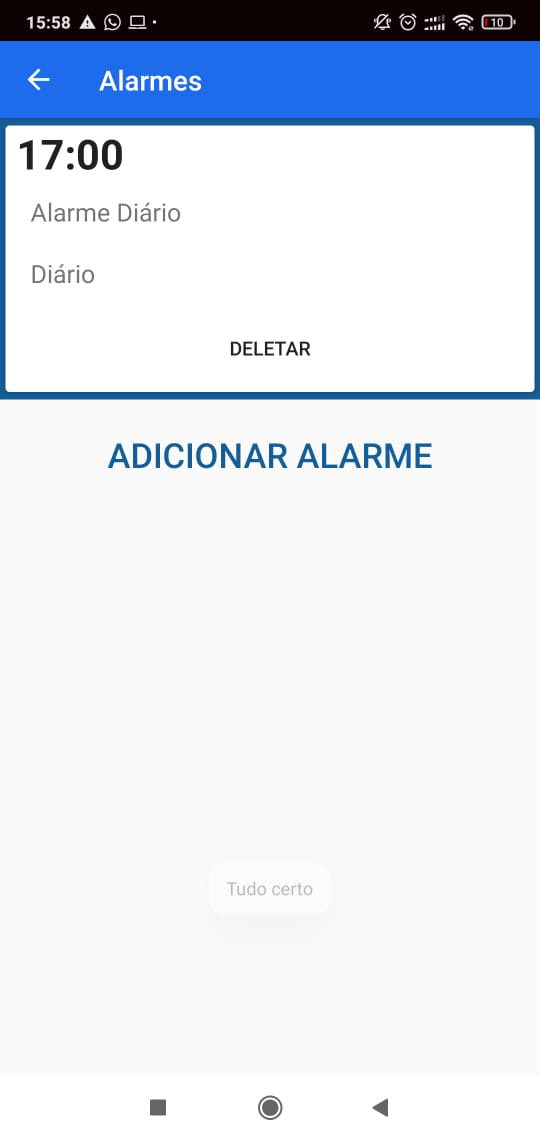 15:58
10
Alarmes
17:00
Alarme Diário
Diário
DELETAR
ADICIONAR ALARME
Tudo certo